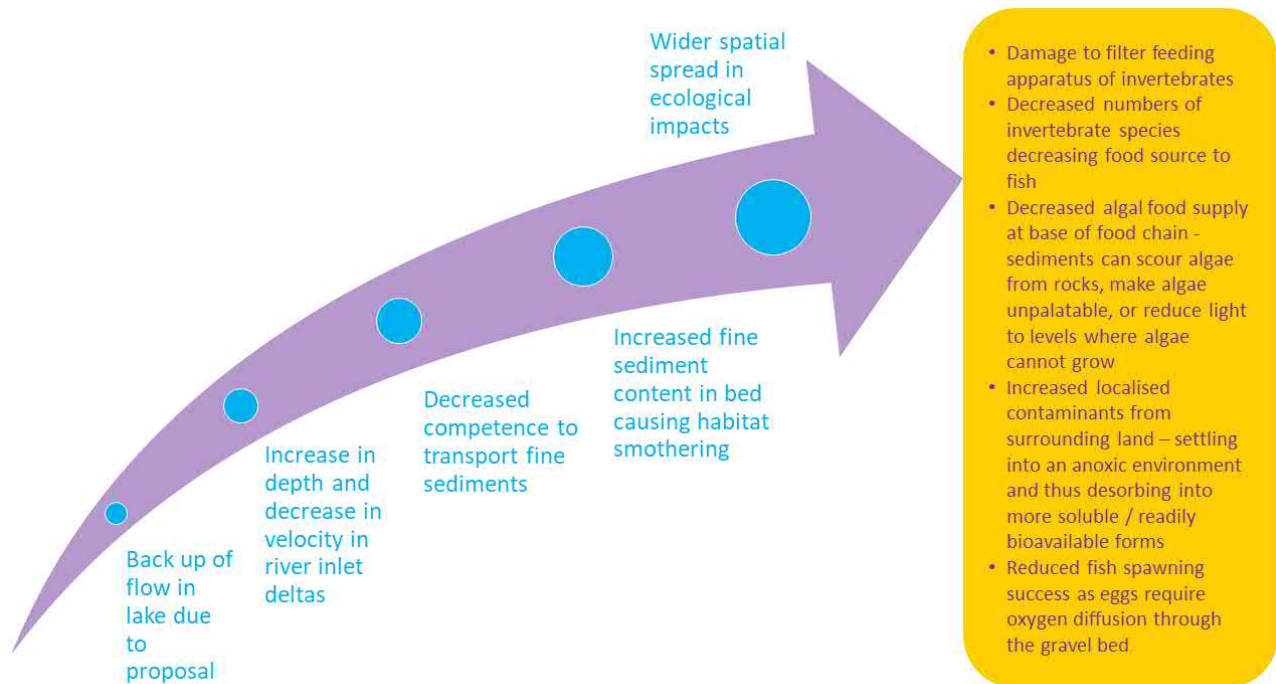 Back up of
flow in
lake due
to
proposal
Increase in
depth and
decrease in
velocity in
river inlet
deltas
Decreased
competence to
transport fine
sediments
Increased fine
sediment
content in bed
causing habitat
smothering
Wider spatial
spread in
ecological
impacts
• Damage to filter feeding
apparatus of invertebrates
• Decreased numbers of
invertebrate species
decreasing food source to
fish
• Decreased algal food supply
at base of food chain -
sediments can scour algae
from rocks, make algae
unpalatable, or reduce light
to levels where algae
cannot grow
• Increased localised
contaminants from
surrounding land – settling
into an anoxic environment
and thus desorbing into
more soluble / readily
bioavailable forms
• Reduced fish spawning
success as eggs require
oxygen diffusion through
the gravel bed